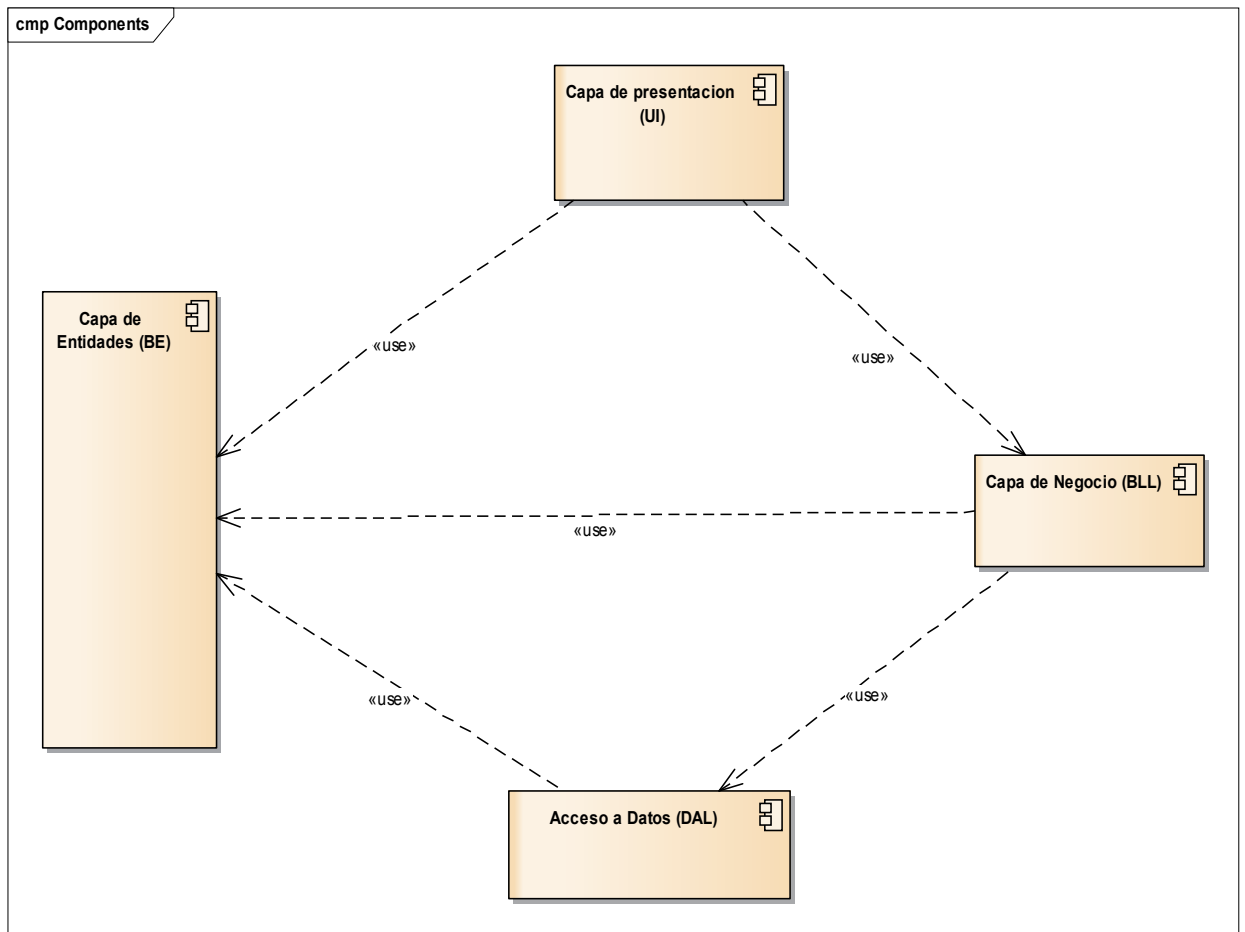 cmp Components
Capa de presentacion
(UI)
Capa de
Entidades (BE)
«use»
«use»
Capa de Negocio (BLL)
«use»
«use»
«use»
Acceso a Datos (DAL)